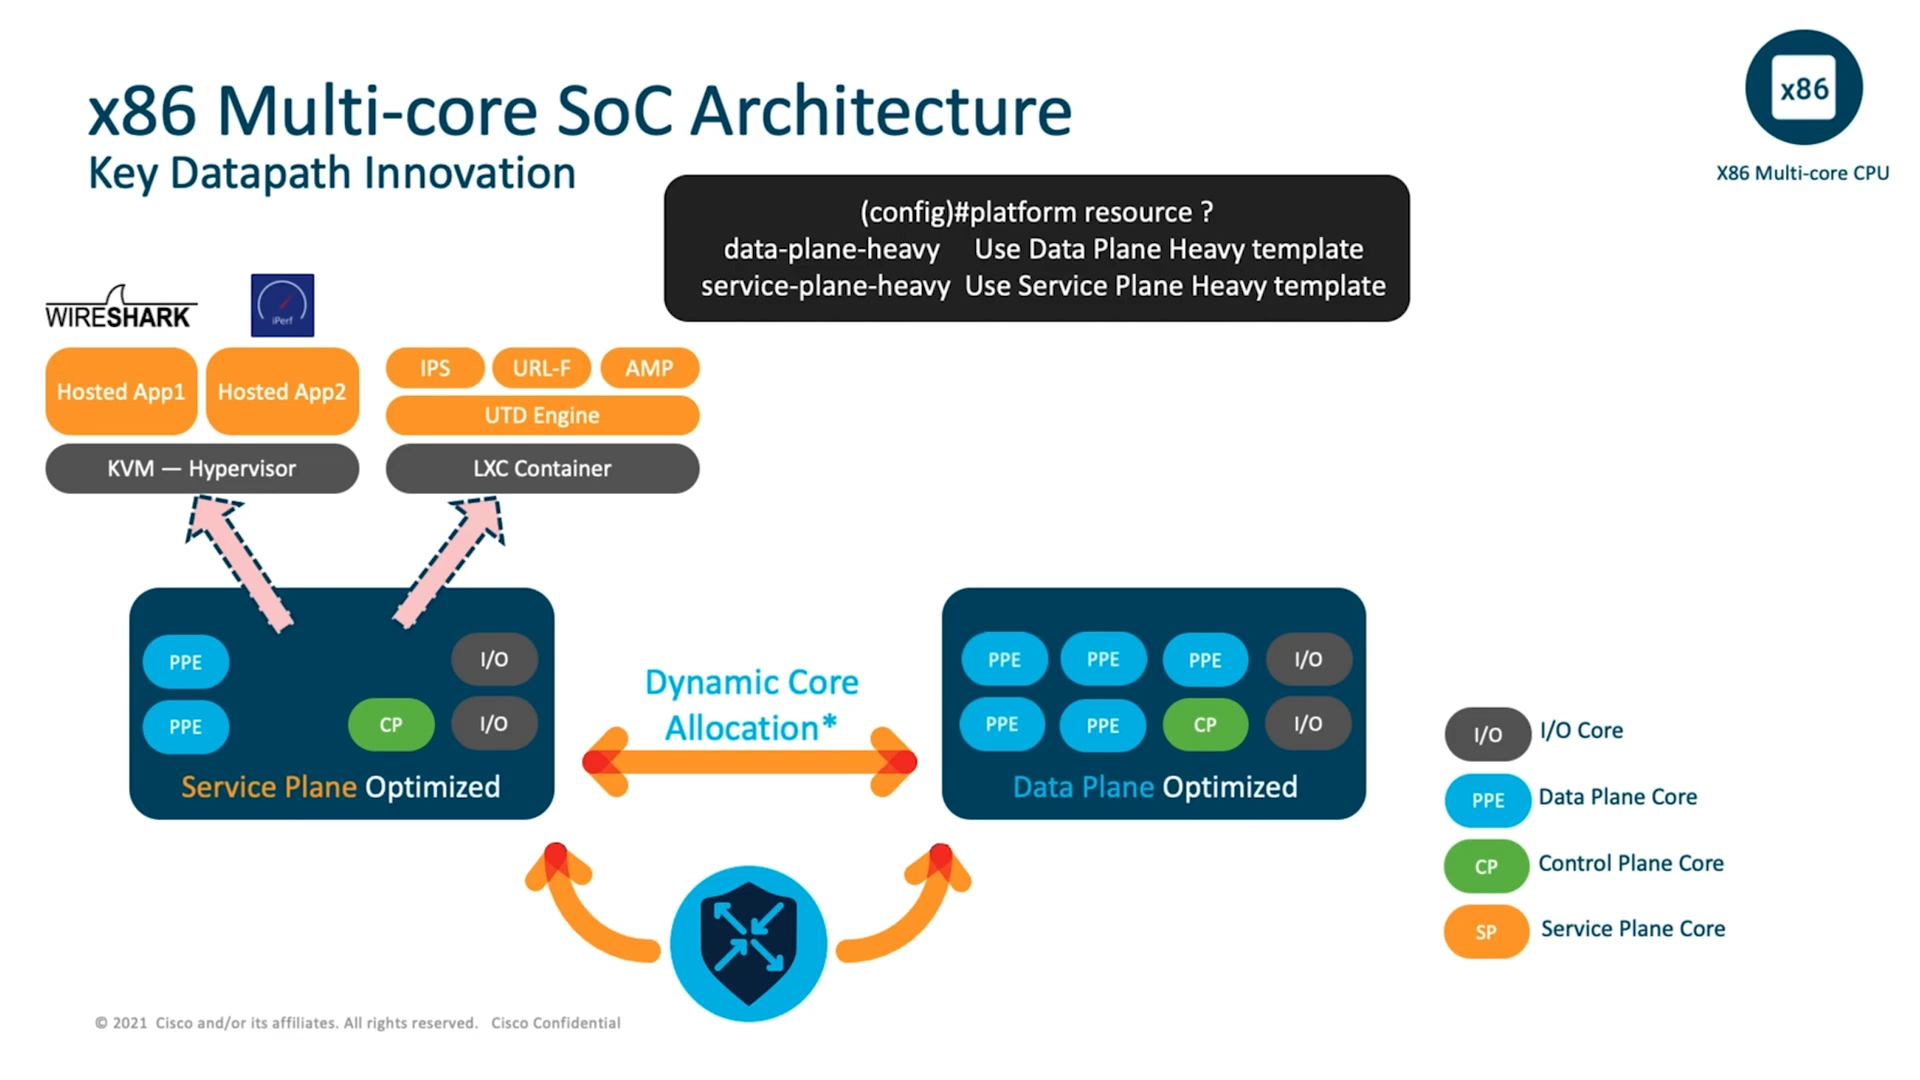 x86 Multi-core SoC Architecture
Key Datapath Innovation
x86
X86 Multi-core CPU
(config)#platform resource ?
data-plane-heavy Use Data Plane Heavy template
service-plane-heavy Use Service Plane Heavy template
WIRESHARK
iPerf
Hosted App1
Hosted App2
IPS
URL-F
AMP
UTD Engine
KVM — Hypervisor
LXC Container
PPE
I/O
PPE
CP
I/O
Service Plane Optimized
Dynamic Core
Allocation*
PPE
PPE
PPE
I/O
PPE
PPE
CP
I/O
Data Plane Optimized
I/O
I/O Core
PPE
Data Plane Core
CP
Control Plane Core
SP
Service Plane Core
© 2021 Cisco and/or its affiliates. All rights reserved. Cisco Confidential